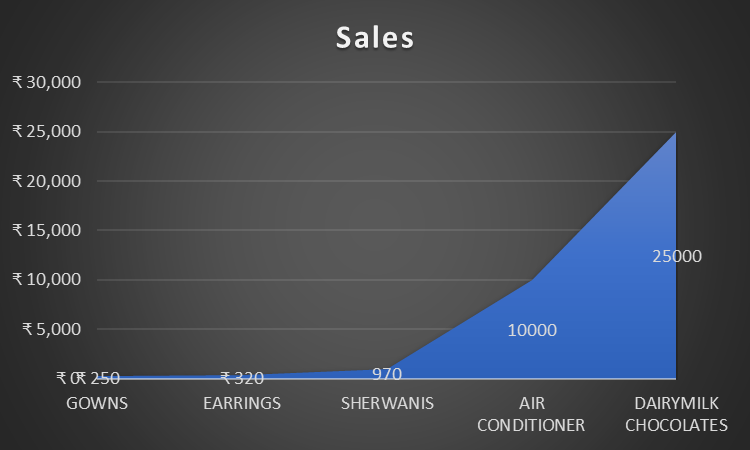 Sales
₹ 30,000
₹ 25,000
₹ 20,000
₹ 15,000
₹ 10,000
₹ 5,000
₹ 0
₹ 250
₹ 320
970
10000
25000
GOWNS
EARRINGS
SHERWANIS
AIR
CONDITIONER
DAIRYMILK
CHOCOLATES